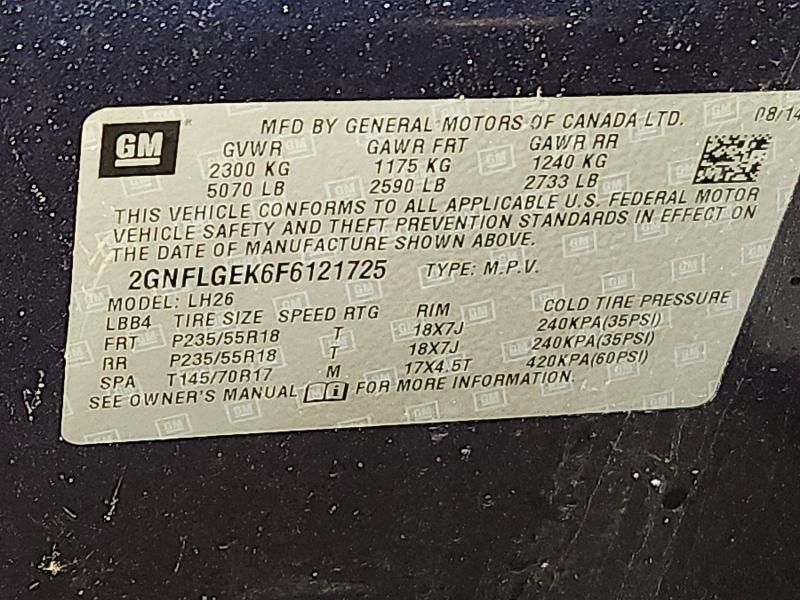 GM
MFD BY GENERAL MOTORS OF CANADA LTD. 08/14
GVWR GAWR FRT GAWR RR
2300 KG 1175 KG 1240 KG
5070 LB 2590 LB 2733 LB
THIS VEHICLE CONFORMS TO ALL APPLICABLE U.S. FEDERAL MOTOR
VEHICLE SAFETY AND THEFT PREVENTION STANDARDS IN EFFECT ON
THE DATE OF MANUFACTURE SHOWN ABOVE.
2GNFLGEK6F6121725 TYPE: M.P.V.
MODEL: LH26
LBB4 TIRE SIZE SPEED RTG RIM COLD TIRE PRESSURE
FRT P235/55R18 T 18X7J 240KPA(35PSI)
RR P235/55R18 T 18X7J 240KPA(35PSI)
SPA T145/70R17 M 17X4.5T 420KPA(60PSI)
SEE OWNER'S MANUAL FOR MORE INFORMATION.